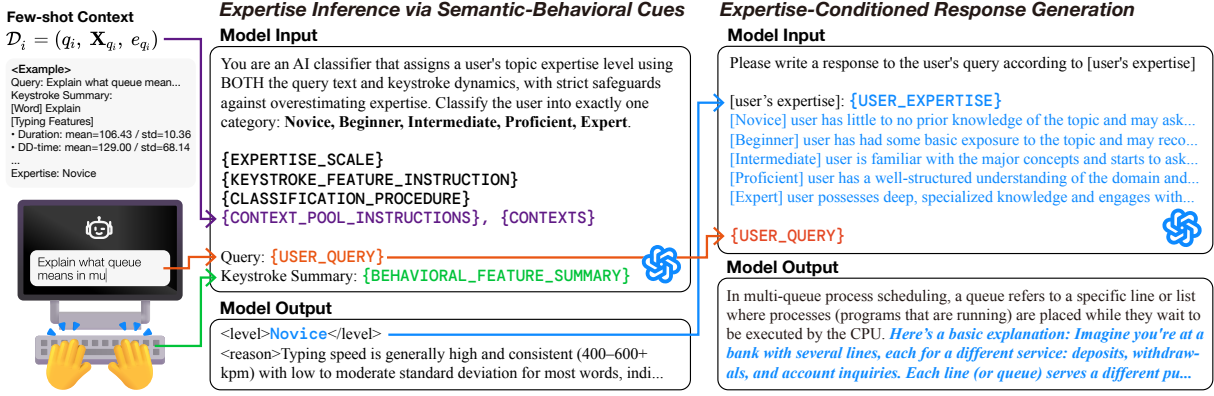 Few-shot Context
𝒟ᵢ = (qᵢ, 𝐗_qᵢ, e_qᵢ)
<Example>
Query: Explain what queue mean...
Keystroke Summary:
[Word] Explain
[Typing Features]
• Duration: mean=106.43 / std=10.36
• DD-time: mean=129.00 / std=68.14
...
Expertise: Novice
Explain what queue
means in mu
Expertise Inference via Semantic-Behavioral Cues
Model Input
You are an AI classifier that assigns a user's topic expertise level using
BOTH the query text and keystroke dynamics, with strict safeguards
against overestimating expertise. Classify the user into exactly one
category: Novice, Beginner, Intermediate, Proficient, Expert.
{EXPERTISE_SCALE}
{KEYSTROKE_FEATURE_INSTRUCTION}
{CLASSIFICATION_PROCEDURE}
{CONTEXT_POOL_INSTRUCTIONS}, {CONTEXTS}
Query: {USER_QUERY}
Keystroke Summary: {BEHAVIORAL_FEATURE_SUMMARY}
Model Output
<level>Novice</level>
<reason>Typing speed is generally high and consistent (400–600+
kpm) with low to moderate standard deviation for most words, indi...
Expertise-Conditioned Response Generation
Model Input
Please write a response to the user's query according to [user's expertise]
[user's expertise]: {USER_EXPERTISE}
[Novice] user has little to no prior knowledge of the topic and may ask...
[Beginner] user has had some basic exposure to the topic and may reco...
[Intermediate] user is familiar with the major concepts and starts to ask...
[Proficient] user has a well-structured understanding of the domain and...
[Expert] user possesses deep, specialized knowledge and engages with...
{USER_QUERY}
Model Output
In multi-queue process scheduling, a queue refers to a specific line or list
where processes (programs that are running) are placed while they wait to
be executed by the CPU. Here's a basic explanation: Imagine you're at a
bank with several lines, each for a different service: deposits, withdraw-
als, and account inquiries. Each line (or queue) serves a different pu...